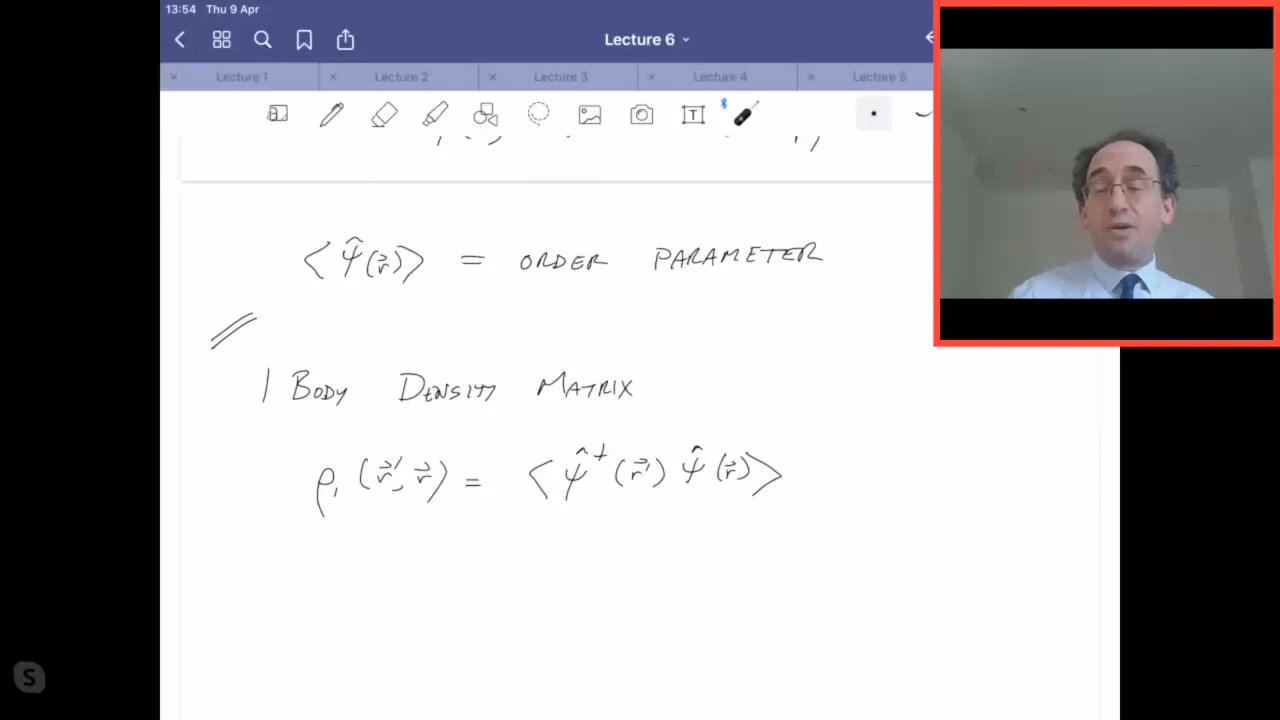 13:54 Thu 9 Apr
Lecture 6
Lecture 1 Lecture 2 Lecture 3 Lecture 4 Lecture 5
T
⟨ψ̂(r⃗)⟩ = ORDER PARAMETER
1 BODY DENSITY MATRIX
ρ₁(r⃗′, r⃗) = ⟨ψ̂†(r⃗′) ψ̂(r⃗)⟩
S